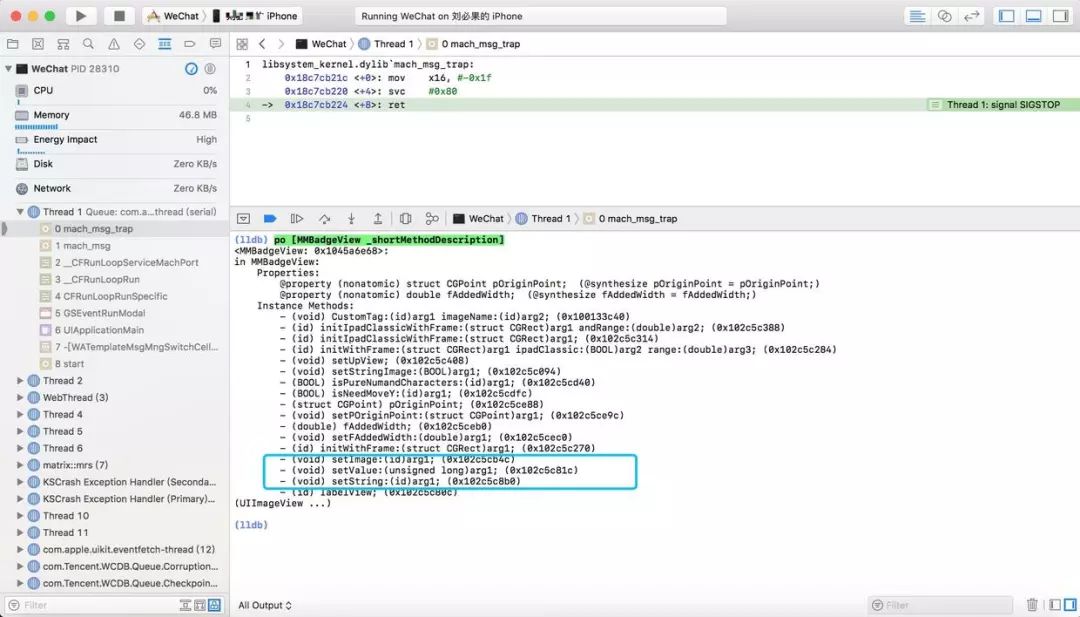 WeChat
iPhone
Running WeChat on 刘必果的 iPhone
WeChat
Thread 1
0 mach_msg_trap
WeChat PID 28310
CPU
0%
Memory
46.8 MB
Energy Impact
High
Disk
Zero KB/s
Network
Zero KB/s
Thread 1 Queue: com.a...thread (serial)
0 mach_msg_trap
1 mach_msg
2 __CFRunLoopServiceMachPort
3 __CFRunLoopRun
4 CFRunLoopRunSpecific
5 GSEventRunModal
6 UIApplicationMain
7 -[WATemplateMsgMngSwitchCell...
8 start
Thread 2
WebThread (3)
Thread 4
Thread 5
Thread 6
matrix::mrs (7)
KSCrash Exception Handler (Seconda...
KSCrash Exception Handler (Primary)...
Thread 10
Thread 11
com.apple.uikit.eventfetch-thread (12)
com.Tencent.WCDB.Queue.Corruption...
com.Tencent.WCDB.Queue.Checkpoin...
Filter
1 libsystem_kernel.dylib`mach_msg_trap:
2 0x18c7cb21c <+0>: mov x16, #-0x1f
3 0x18c7cb220 <+4>: svc #0x80
4 -> 0x18c7cb224 <+8>: ret
Thread 1: signal SIGSTOP
5
WeChat
Thread 1
0 mach_msg_trap
(lldb) po [MMBadgeView _shortMethodDescription]
<MMBadgeView: 0x1045a6e68>:
in MMBadgeView:
Properties:
@property (nonatomic) struct CGPoint pOriginPoint; (@synthesize pOriginPoint = pOriginPoint;)
@property (nonatomic) double fAddedWidth; (@synthesize fAddedWidth = fAddedWidth;)
Instance Methods:
- (void) CustomTag:(id)arg1 imageName:(id)arg2; (0x100133c40)
- (id) initIpadClassicWithFrame:(struct CGRect)arg1 andRange:(double)arg2; (0x102c5c388)
- (id) initIpadClassicWithFrame:(struct CGRect)arg1; (0x102c5c314)
- (id) initWithFrame:(struct CGRect)arg1 ipadClassic:(BOOL)arg2 range:(double)arg3; (0x102c5c284)
- (void) setUpView; (0x102c5c408)
- (void) setStringImage:(BOOL)arg1; (0x102c5c094)
- (BOOL) isPureNumandCharacters:(id)arg1; (0x102c5cd40)
- (BOOL) isNeedMoveY:(id)arg1; (0x102c5cdfc)
- (struct CGPoint) pOriginPoint; (0x102c5ce88)
- (void) setPOriginPoint:(struct CGPoint)arg1; (0x102c5ce9c)
- (double) fAddedWidth; (0x102c5ceb0)
- (void) setFAddedWidth:(double)arg1; (0x102c5cec0)
- (id) initWithFrame:(struct CGRect)arg1; (0x102c5c270)
- (void) setImage:(id)arg1; (0x102c5cb4c)
- (void) setValue:(unsigned long)arg1; (0x102c5c81c)
- (void) setString:(id)arg1; (0x102c5c8b0)
- (id) labelView; (0x102c5c80c)
(UIImageView ...)
(lldb)
All Output
Filter